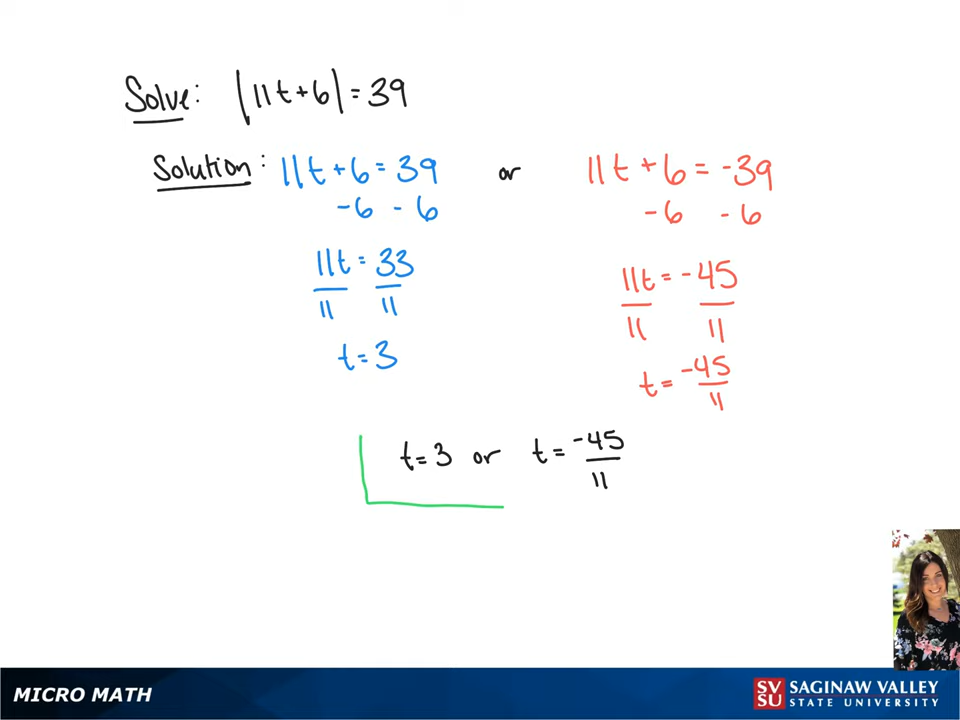 Solve: |11t+6| = 39
Solution: 11t + 6 = 39 or 11t + 6 = -39
-6 - 6 -6 - 6
11t = 33 11t = -45
11 11 11 11
t = 3 t = -45/11
t = 3 or t = -45/11
MICRO MATH
SV SU SAGINAW VALLEY
STATE UNIVERSITY